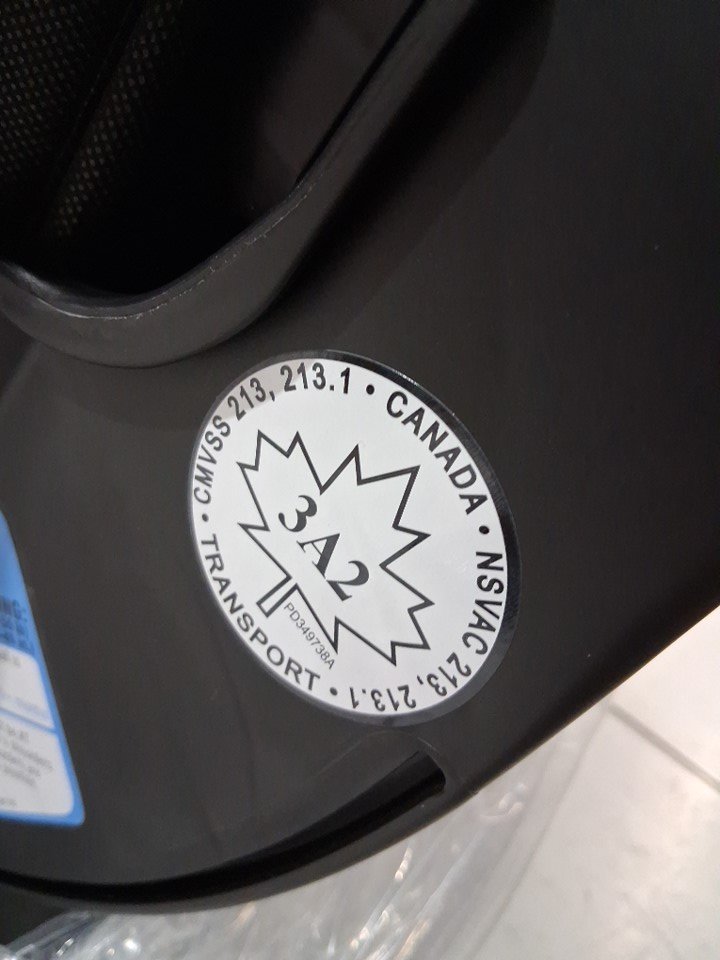 • CMVSS 213, 213.1 • CANADA • NSVAC 213, 213.1 • TRANSPORT
3A2
PD349738A